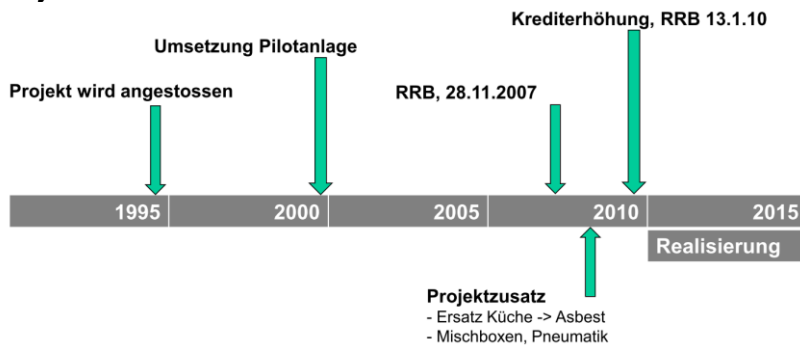 Krediterhöhung, RRB 13.1.10
Umsetzung Pilotanlage
Projekt wird angestossen
RRB, 28.11.2007
1995
2000
2005
2010
2015
Realisierung
Projektzusatz
- Ersatz Küche -> Asbest
- Mischboxen, Pneumatik